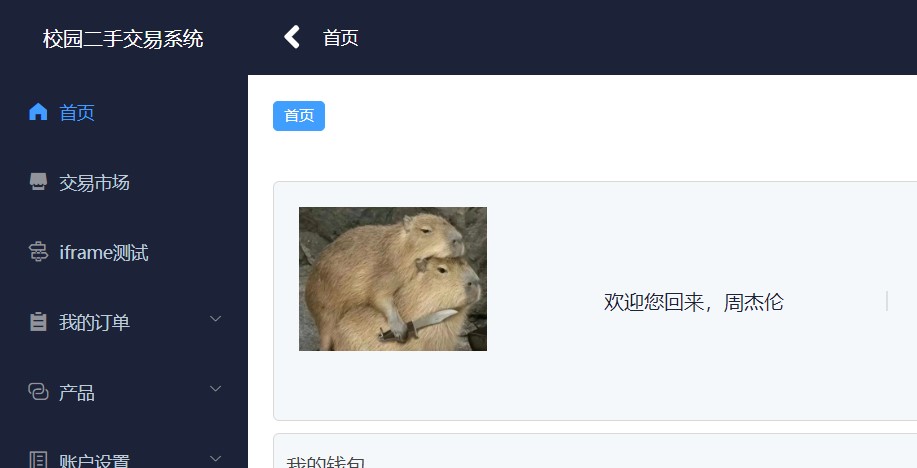 校园二手交易系统
首页
首页
交易市场
iframe测试
我的订单
产品
账户设置
首页
欢迎您回来，周杰伦
我的钱包